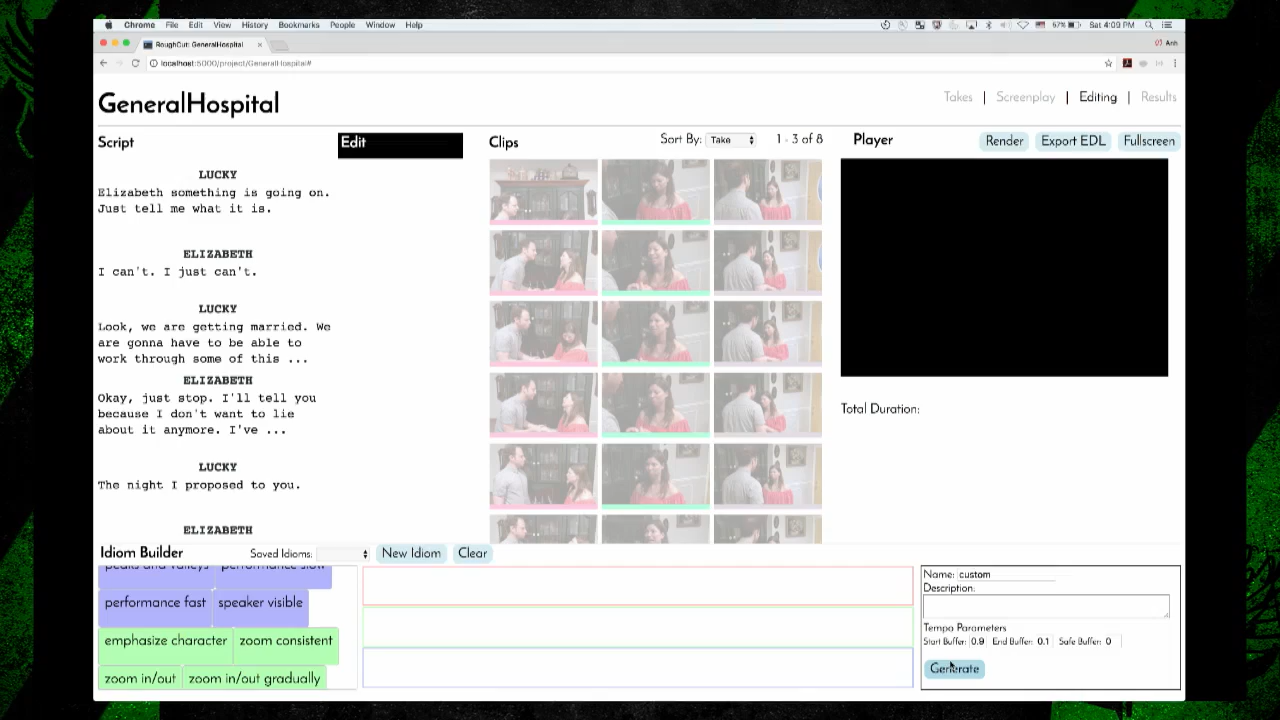 Chrome File Edit View History Bookmarks People Window Help 57% Sat 4:09 PM
RoughCut: GeneralHospital Anh
localhost:5000/project/GeneralHospital#
GeneralHospital
Takes | Screenplay | Editing | Results
Script
Edit
Clips
Sort By: Take
1 - 3 of 8
Player
Render
Export EDL
Fullscreen
LUCKY
Elizabeth something is going on.
Just tell me what it is.
ELIZABETH
I can't. I just can't.
LUCKY
Look, we are getting married. We
are gonna have to be able to
work through some of this ...
ELIZABETH
Okay, just stop. I'll tell you
because I don't want to lie
about it anymore. I've ...
LUCKY
The night I proposed to you.
ELIZABETH
Total Duration:
Idiom Builder
Saved Idioms:
New Idiom
Clear
peaks and valleys performance slow
performance fast speaker visible
emphasize character zoom consistent
zoom in/out zoom in/out gradually
Name: custom
Description:
Tempo Parameters
Start Buffer: 0.9 End Buffer: 0.1 Safe Buffer: 0
Generate